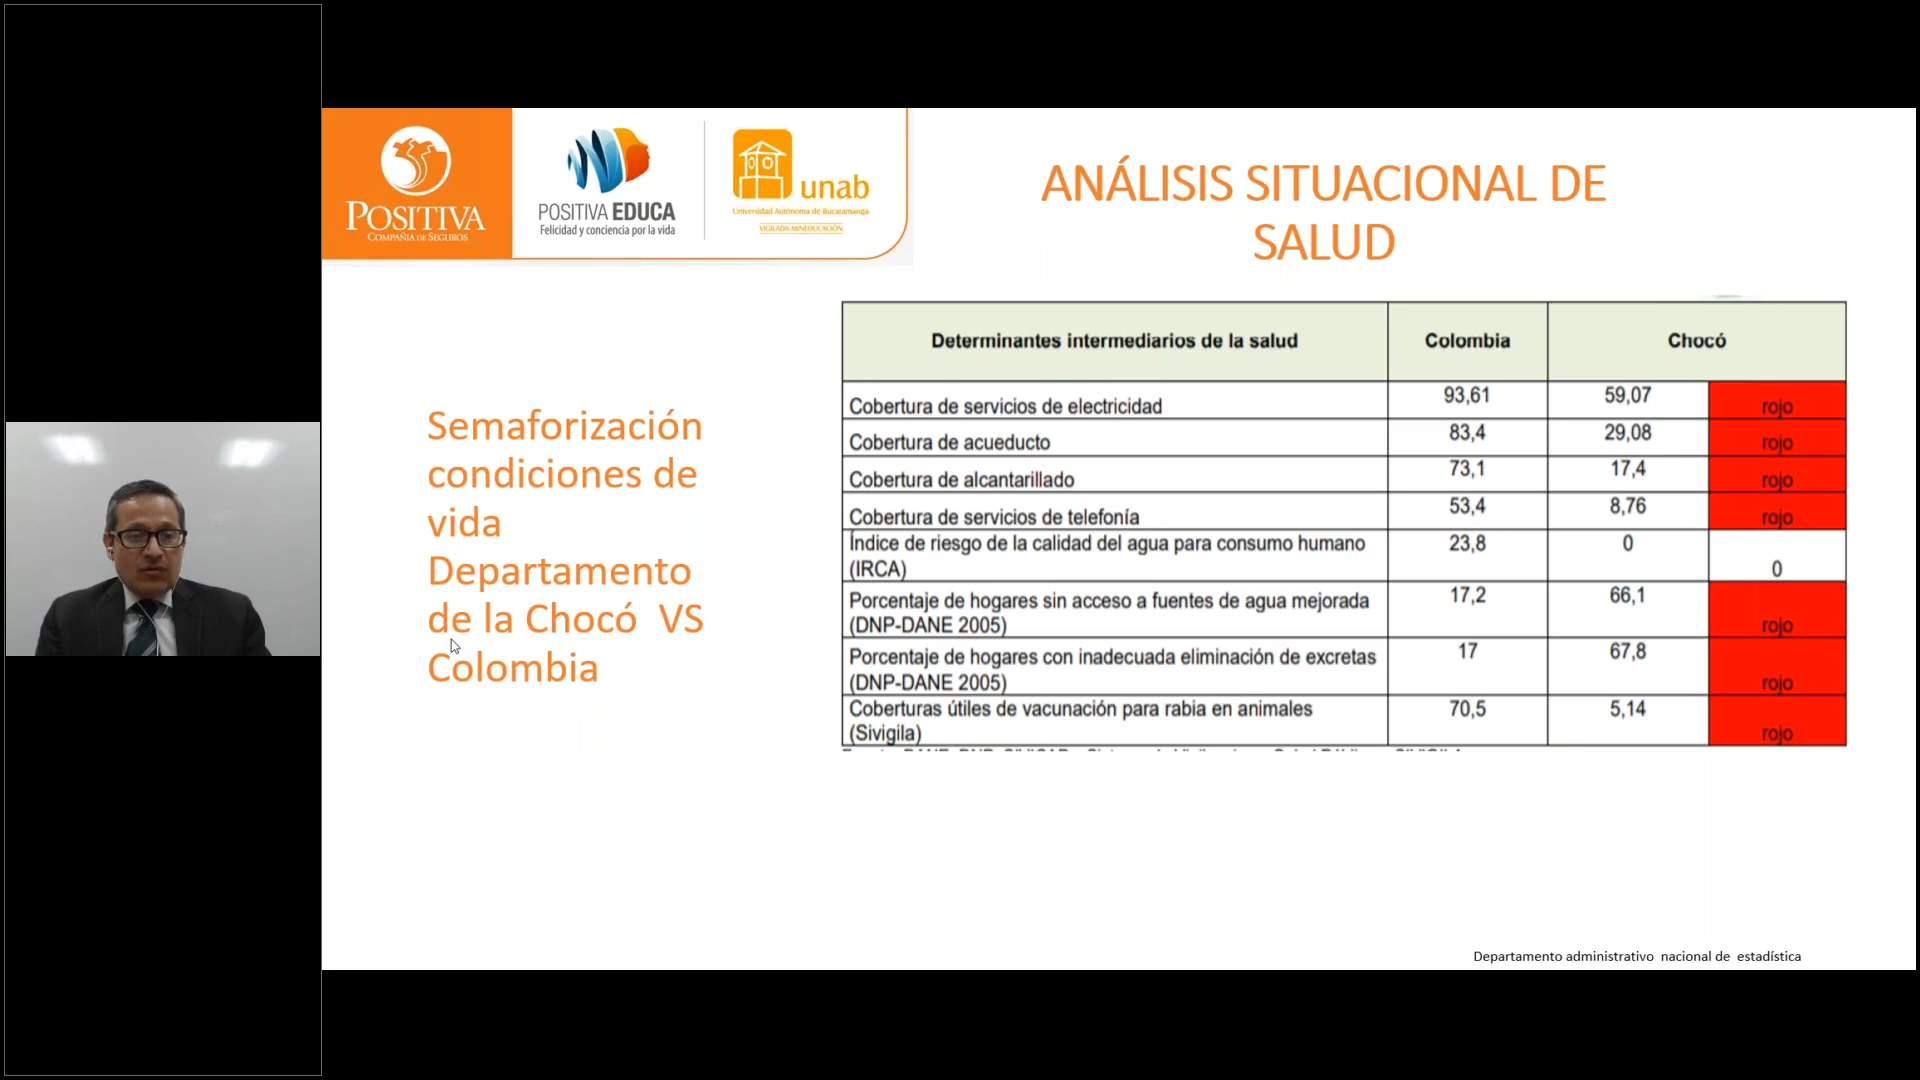 POSITIVA
COMPAÑIA DE SEGUROS
POSITIVA EDUCA
Felicidad y conciencia por la vida
unab
Universidad Autónoma de Bucaramanga
VIGILADA MINEDUCACIÓN
ANÁLISIS SITUACIONAL DE
SALUD
Semaforización
condiciones de
vida
Departamento
de la Chocó VS
Colombia
Determinantes intermediarios de la salud Colombia Chocó
Cobertura de servicios de electricidad 93,61 59,07 rojo
Cobertura de acueducto 83,4 29,08 rojo
Cobertura de alcantarillado 73,1 17,4 rojo
Cobertura de servicios de telefonía 53,4 8,76 rojo
Índice de riesgo de la calidad del agua para consumo humano 23,8 0
(IRCA) 0
Porcentaje de hogares sin acceso a fuentes de agua mejorada 17,2 66,1
(DNP-DANE 2005) rojo
Porcentaje de hogares con inadecuada eliminación de excretas 17 67,8
(DNP-DANE 2005) rojo
Coberturas útiles de vacunación para rabia en animales 70,5 5,14
(Sivigila) rojo
Departamento administrativo nacional de estadística